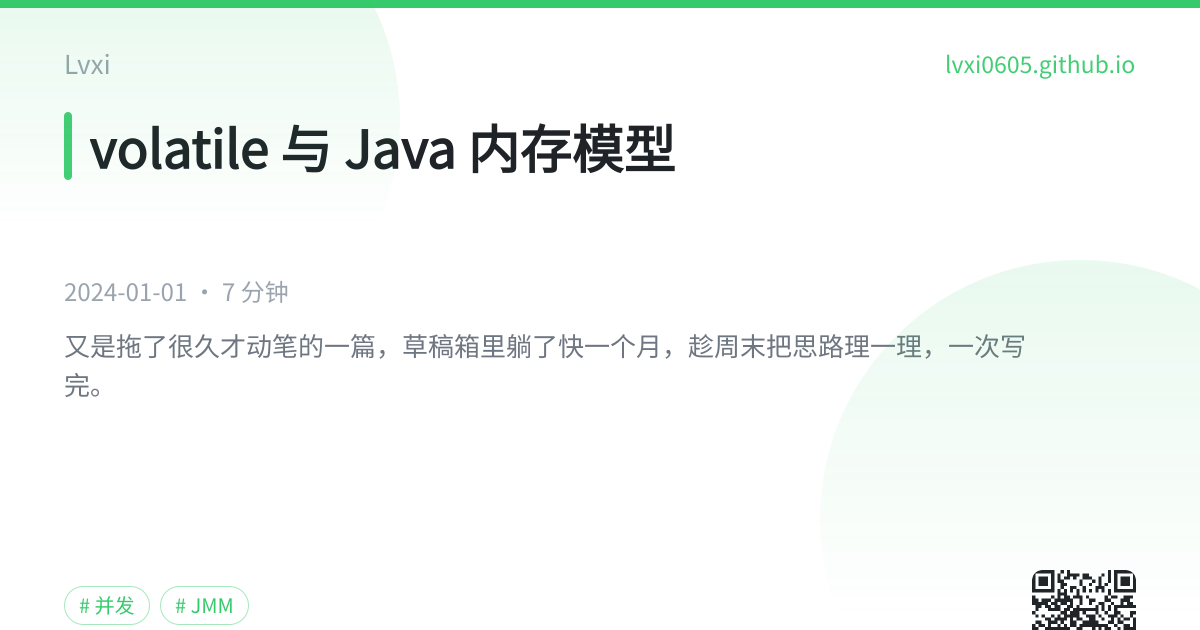 Lvxi
lvxi0605.github.io
volatile 与 Java 内存模型
2024-01-01 · 7 分钟
又是拖了很久才动笔的一篇，草稿箱里躺了快一个月，趁周末把思路理一理，一次写
完。
# 并发
# JMM